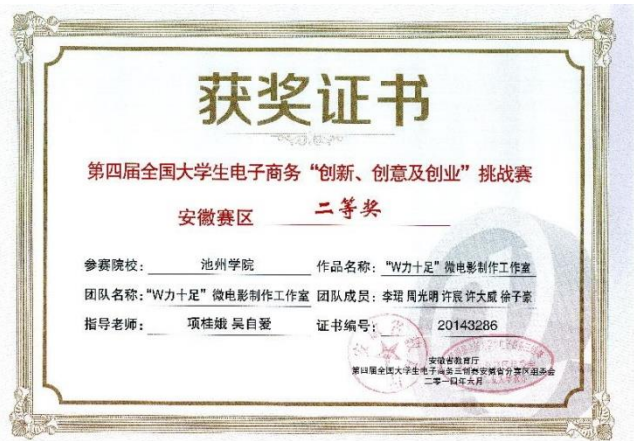 获奖证书
第四届全国大学生电子商务“创新、创意及创业”挑战赛
安徽赛区 二等奖
参赛院校: 池州学院 作品名称: “W力十足”微电影制作工作室
团队名称: “W力十足”微电影制作工作室 团队成员: 李珺 周光明 许宸 许大威 徐子豪
指导老师: 项桂娥 吴自爱 证书编号: 20143286
安徽省教育厅
第四届全国大学生电子商务三创赛安徽省分赛区组委会
二零一四年六月